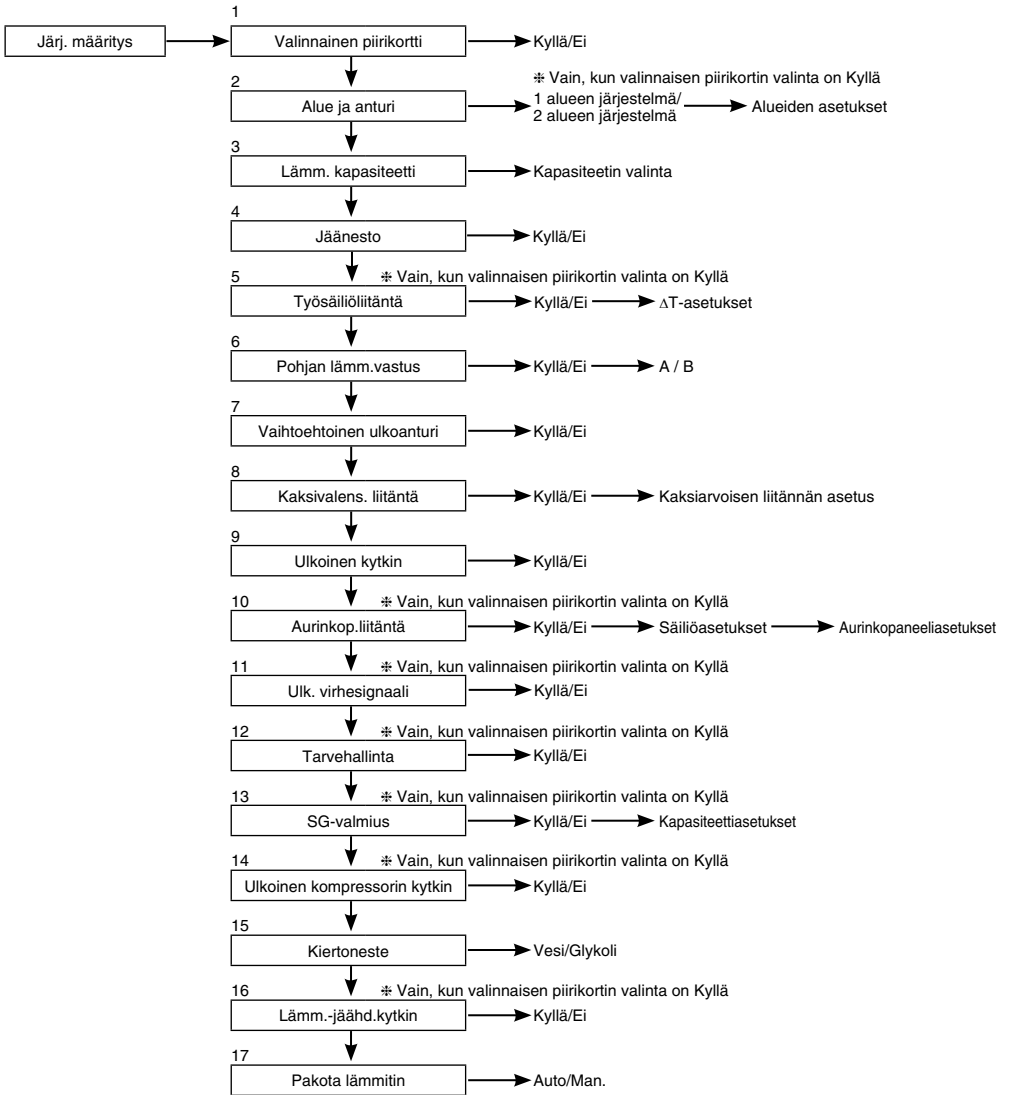 1
Järj. määritys
Valinnainen piirikortti
Kyllä/Ei
2
⁜ Vain, kun valinnaisen piirikortin valinta on Kyllä
Alue ja anturi
1 alueen järjestelmä/
2 alueen järjestelmä
Alueiden asetukset
3
Lämm. kapasiteetti
Kapasiteetin valinta
4
Jäänesto
Kyllä/Ei
5
⁜ Vain, kun valinnaisen piirikortin valinta on Kyllä
Työsäiliöliitäntä
Kyllä/Ei
∆T-asetukset
6
Pohjan lämm.vastus
Kyllä/Ei
A / B
7
Vaihtoehtoinen ulkoanturi
Kyllä/Ei
8
Kaksivalens. liitäntä
Kyllä/Ei
Kaksiarvoisen liitännän asetus
9
Ulkoinen kytkin
Kyllä/Ei
10
⁜ Vain, kun valinnaisen piirikortin valinta on Kyllä
Aurinkop.liitäntä
Kyllä/Ei
Säiliöasetukset
Aurinkopaneeliasetukset
11
⁜ Vain, kun valinnaisen piirikortin valinta on Kyllä
Ulk. virhesignaali
Kyllä/Ei
12
⁜ Vain, kun valinnaisen piirikortin valinta on Kyllä
Tarvehallinta
Kyllä/Ei
13
⁜ Vain, kun valinnaisen piirikortin valinta on Kyllä
SG-valmius
Kyllä/Ei
Kapasiteettiasetukset
14
⁜ Vain, kun valinnaisen piirikortin valinta on Kyllä
Ulkoinen kompressorin kytkin
Kyllä/Ei
15
Kiertoneste
Vesi/Glykoli
16
⁜ Vain, kun valinnaisen piirikortin valinta on Kyllä
Lämm.-jäähd.kytkin
Kyllä/Ei
17
Pakota lämmitin
Auto/Man.